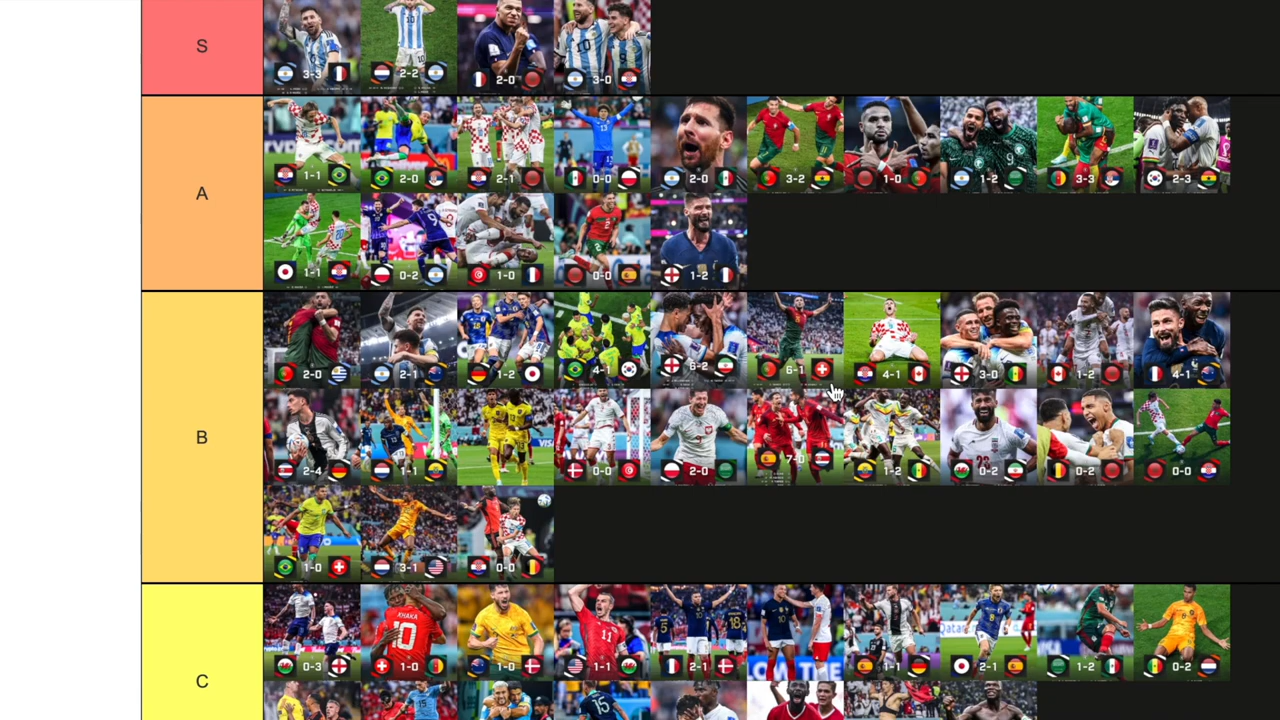 S
3-3 2-2 2-0 3-0
A
1-1 2-0 2-1 0-0 2-0 3-2 1-0 1-2 3-3 2-3
1-1 0-2 1-0 0-0 1-2
B
2-0 2-1 1-2 4-1 6-2 6-1 4-1 3-0 1-2 4-1
2-4 1-1 0-0 2-0 7-0 1-2 0-2 0-2 0-0
1-0 3-1 0-0
C
0-3 1-0 1-0 1-1 2-1 1-1 2-1 1-2 0-2
XHAKA
10